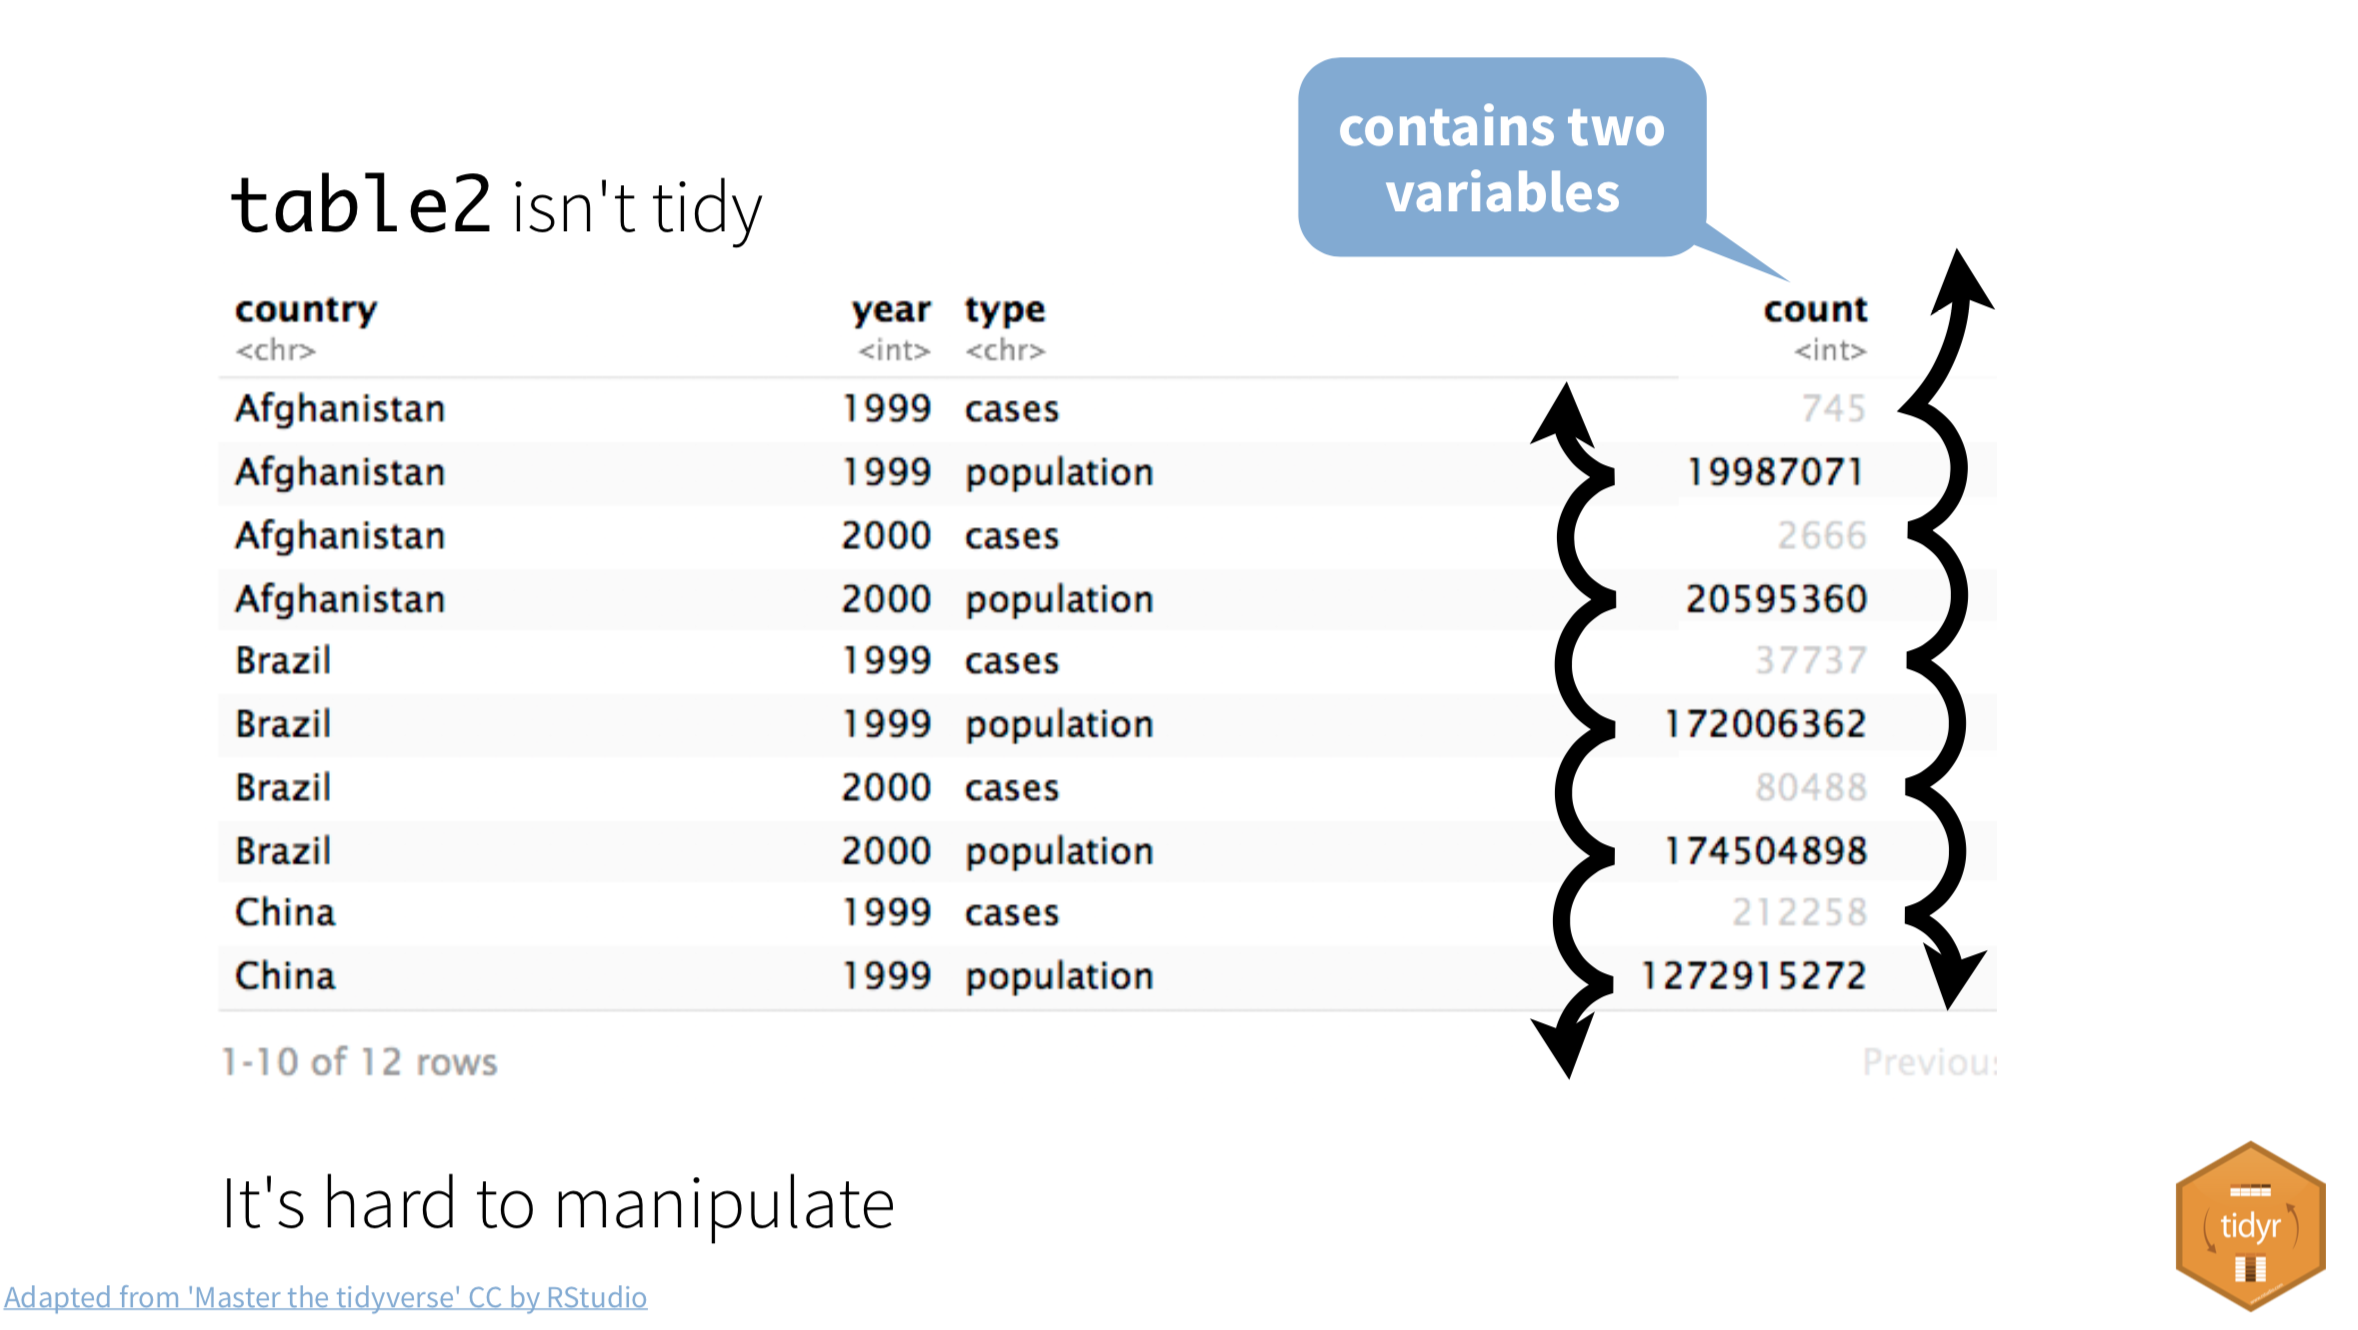 contains two
variables
table2 isn't tidy
country year type count
<chr> <int> <chr> <int>
Afghanistan 1999 cases 745
Afghanistan 1999 population 19987071
Afghanistan 2000 cases 2666
Afghanistan 2000 population 20595360
Brazil 1999 cases 37737
Brazil 1999 population 172006362
Brazil 2000 cases 80488
Brazil 2000 population 174504898
China 1999 cases 212258
China 1999 population 1272915272
1-10 of 12 rows Previou
It's hard to manipulate
tidyr
Adapted from 'Master the tidyverse' CC by RStudio